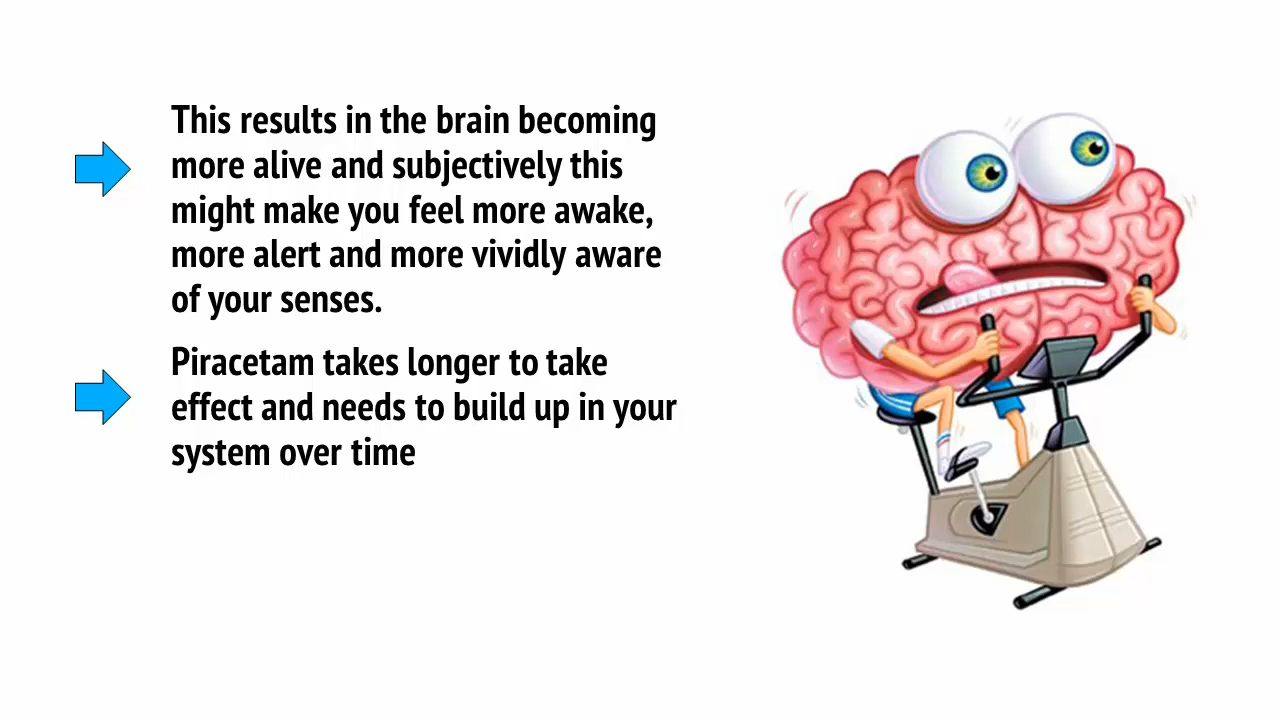 This results in the brain becoming
more alive and subjectively this
might make you feel more awake,
more alert and more vividly aware
of your senses.
Piracetam takes longer to take
effect and needs to build up in your
system over time